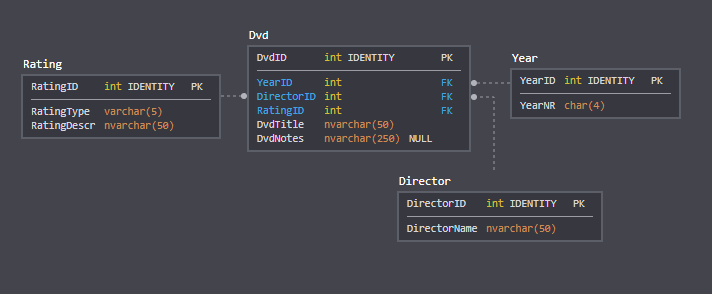 Rating
RatingID int IDENTITY PK
RatingType varchar(5)
RatingDescr nvarchar(50)
Dvd
DvdID int IDENTITY PK
YearID int FK
DirectorID int FK
RatingID int FK
DvdTitle nvarchar(50)
DvdNotes nvarchar(250) NULL
Year
YearID int IDENTITY PK
YearNR char(4)
Director
DirectorID int IDENTITY PK
DirectorName nvarchar(50)